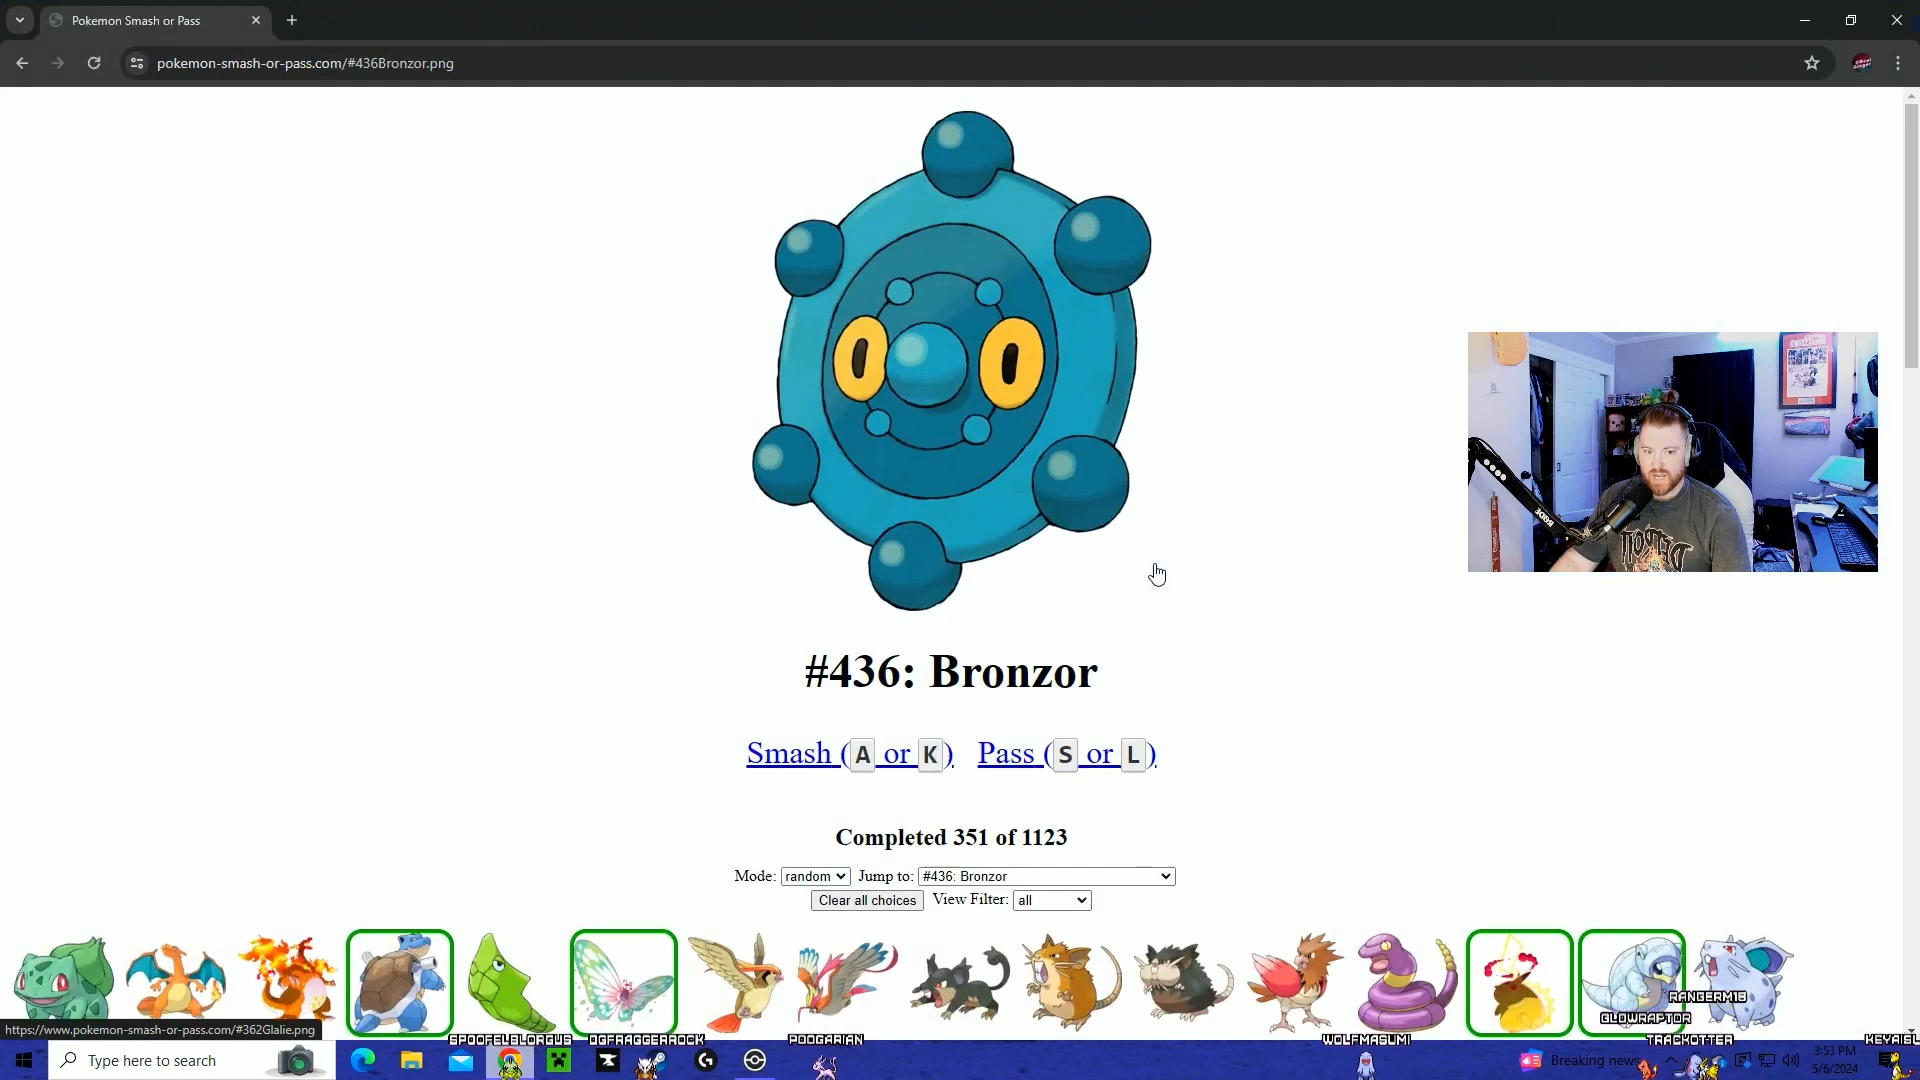 Pokemon Smash or Pass
pokemon-smash-or-pass.com/#436Bronzor.png
RODE
DETROIT
#436: Bronzor
Smash (A or K) Pass (S or L)
Completed 351 of 1123
Mode: random Jump to: #436: Bronzor
Clear all choices View Filter: all
RANGERM18
GLOWRAPTOR
https://www.pokemon-smash-or-pass.com/#362Glalie.png
SPOOFELBLORGUS OGFRAGGERROCK POOGARIAN WOLFMASUMI TRACKOTTER
Type here to search
Breaking news
3:53 PM
5/6/2024